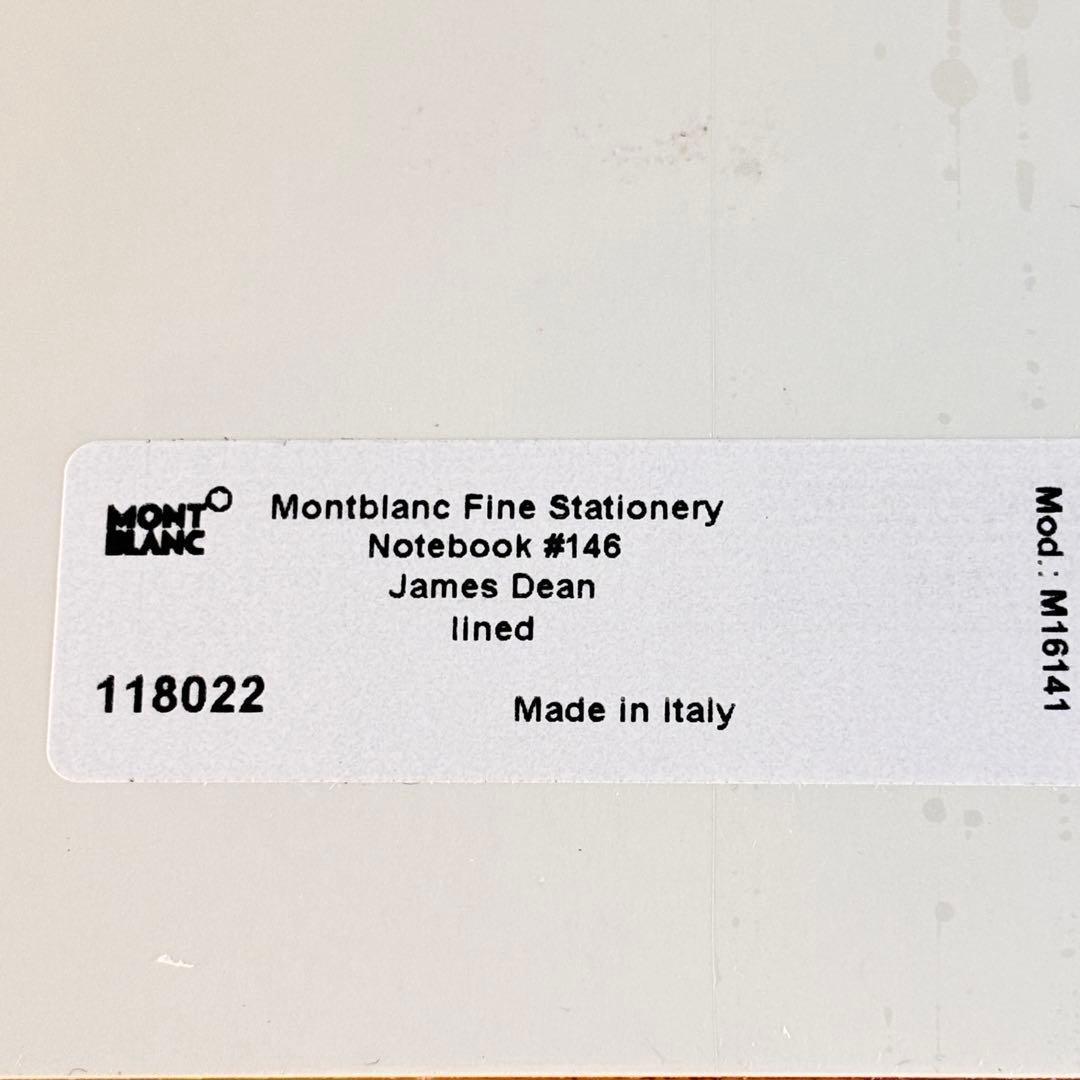 MONT
BLANC
Montblanc Fine Stationery
Notebook #146
James Dean
lined
118022
Made in Italy
Mod.: M16141